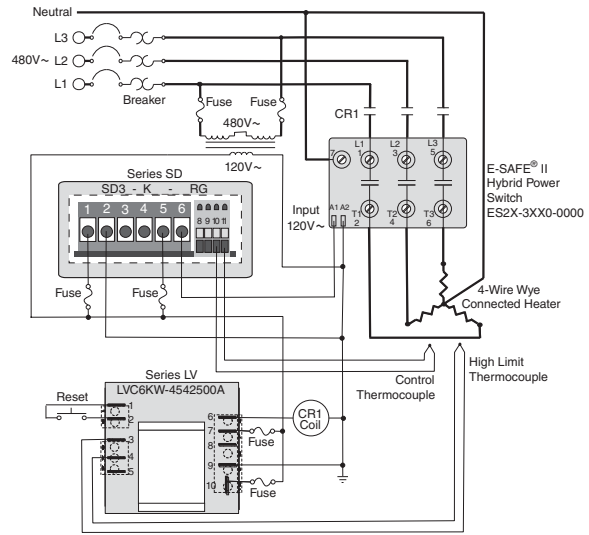 Neutral
L3
480V~ L2
L1
Breaker
Fuse
Fuse
480V~
120V~
CR1
L1
1
L2
3
L3
5
7
E-SAFE® II
Hybrid Power
Switch
ES2X-3XX0-0000
Series SD
SD3 - K_ _ - RG
1 2 3 4 5 6
8 9 10 11
Input
120V~
A1 A2
T1
2
T2
4
T3
6
Fuse
Fuse
4-Wire Wye
Connected Heater
High Limit
Thermocouple
Control
Thermocouple
Series LV
LVC6KW-4542500A
Reset
1
2
3
4
5
6
7
8
9
10
CR1
Coil
Fuse
Fuse